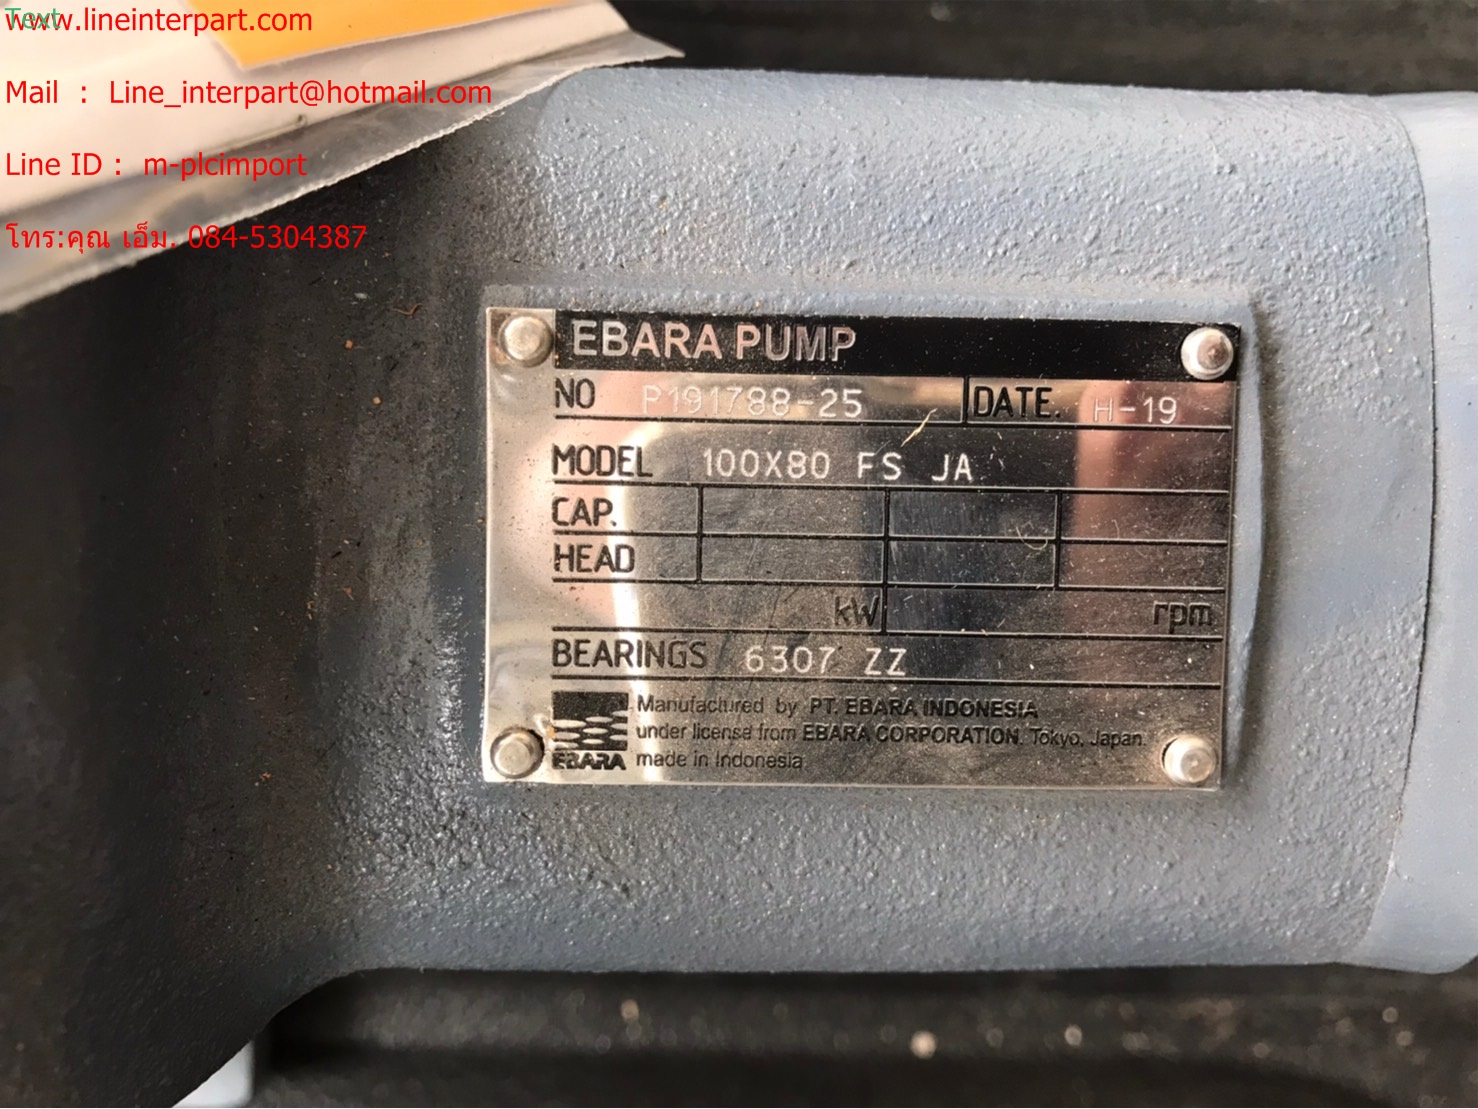 www.lineinterpart.com
Text
Mail : Line_interpart@hotmail.com
Line ID : m-plcimport
โทร:คุณ เอ็ม. 084-5304387
EBARA PUMP
NO P191788-25 DATE. H-19
MODEL 100X80 FS JA
CAP.
HEAD
kW rpm
BEARINGS 6307 ZZ
Manufactured by PT. EBARA INDONESIA
under license from EBARA CORPORATION. Tokyo, Japan.
EBARA made in Indonesia